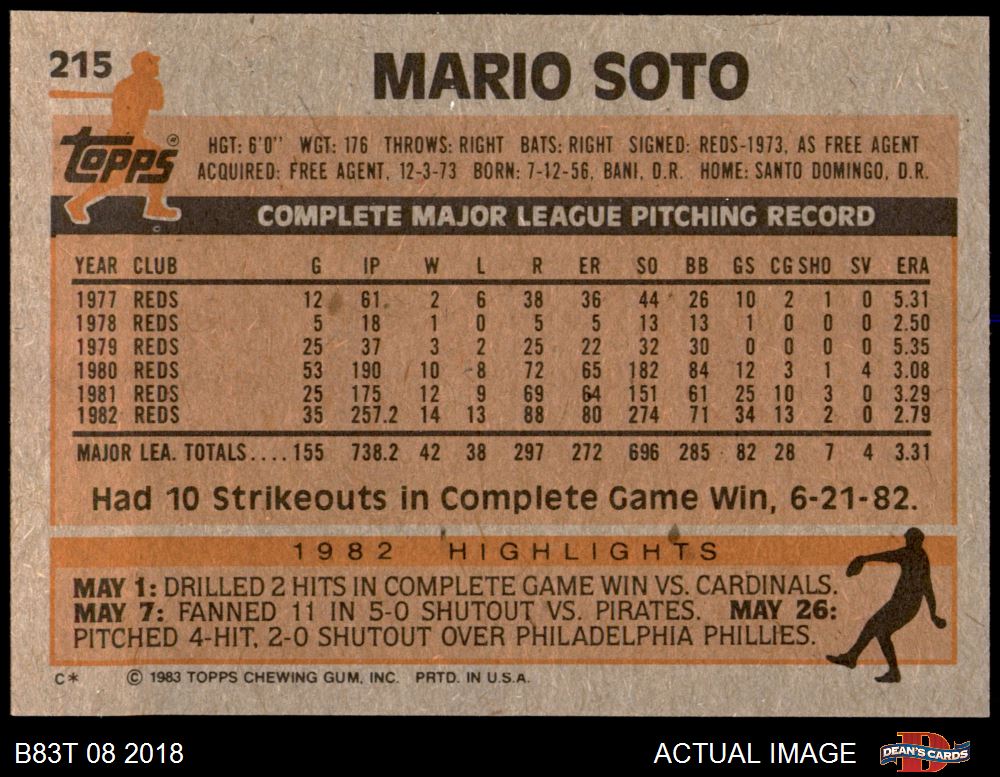 215
MARIO SOTO
Topps®
HGT: 6'0" WGT: 176 THROWS: RIGHT BATS: RIGHT SIGNED: REDS-1973, AS FREE AGENT
ACQUIRED: FREE AGENT, 12-3-73 BORN: 7-12-56, BANI, D.R. HOME: SANTO DOMINGO, D.R.
C
COMPLETE MAJOR LEAGUE PITCHING RECORD
YEAR CLUB G IP W L R ER SO BB GS CG SHO SV ERA
1977 REDS 12 61 2 6 38 36 44 26 10 2 1 0 5.31
1978 REDS 5 18 1 0 5 5 13 13 1 0 0 0 2.50
1979 REDS 25 37 3 2 25 22 32 30 0 0 0 0 5.35
1980 REDS 53 190 10 8 72 65 182 84 12 3 1 4 3.08
1981 REDS 25 175 12 9 69 64 151 61 25 10 3 0 3.29
1982 REDS 35 257.2 14 13 88 80 274 71 34 13 2 0 2.79
MAJOR LEA. TOTALS....155 738.2 42 38 297 272 696 285 82 28 7 4 3.31
Had 10 Strikeouts in Complete Game Win, 6-21-82.
1982 HIGHLIGHTS
MAY 1: DRILLED 2 HITS IN COMPLETE GAME WIN VS. CARDINALS.
MAY 7: FANNED 11 IN 5-0 SHUTOUT VS. PIRATES. MAY 26:
PITCHED 4-HIT, 2-0 SHUTOUT OVER PHILADELPHIA PHILLIES.
C* © 1983 TOPPS CHEWING GUM, INC. PRTD. IN U.S.A.
B83T 08 2018 ACTUAL IMAGE DEAN'S CARDS